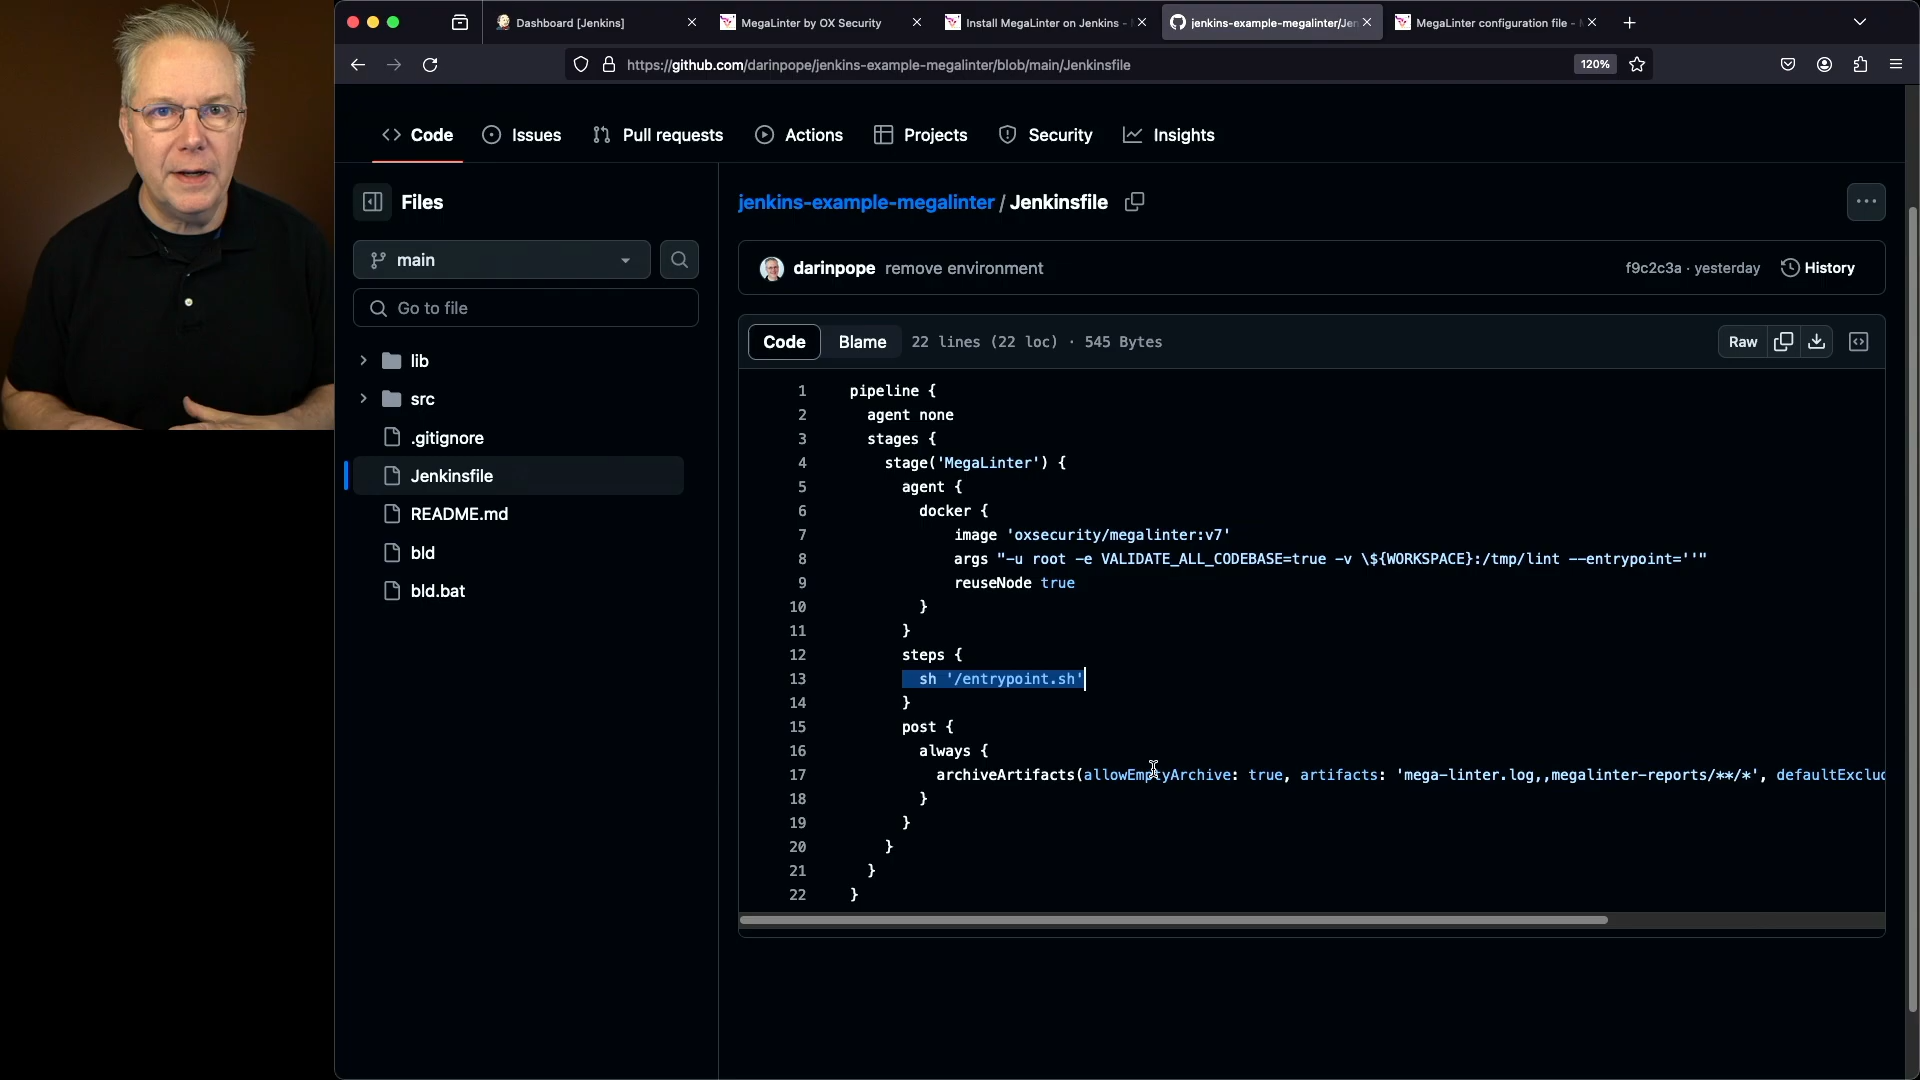 Dashboard [Jenkins]
MegaLinter by OX Security
Install MegaLinter on Jenkins -
jenkins-example-megalinter/Jen
MegaLinter configuration file -
https://github.com/darinpope/jenkins-example-megalinter/blob/main/Jenkinsfile
120%
Code
Issues
Pull requests
Actions
Projects
Security
Insights
Files
main
Go to file
lib
src
.gitignore
Jenkinsfile
README.md
bld
bld.bat
jenkins-example-megalinter / Jenkinsfile
darinpope remove environment
f9c2c3a · yesterday
History
Code
Blame
22 lines (22 loc) · 545 Bytes
Raw
1 pipeline {
2 agent none
3 stages {
4 stage('MegaLinter') {
5 agent {
6 docker {
7 image 'oxsecurity/megalinter:v7'
8 args "-u root -e VALIDATE_ALL_CODEBASE=true -v \${WORKSPACE}:/tmp/lint --entrypoint=''"
9 reuseNode true
10 }
11 }
12 steps {
13 sh '/entrypoint.sh'
14 }
15 post {
16 always {
17 archiveArtifacts(allowEmptyArchive: true, artifacts: 'mega-linter.log,,megalinter-reports/**/*', defaultExclud
18 }
19 }
20 }
21 }
22 }